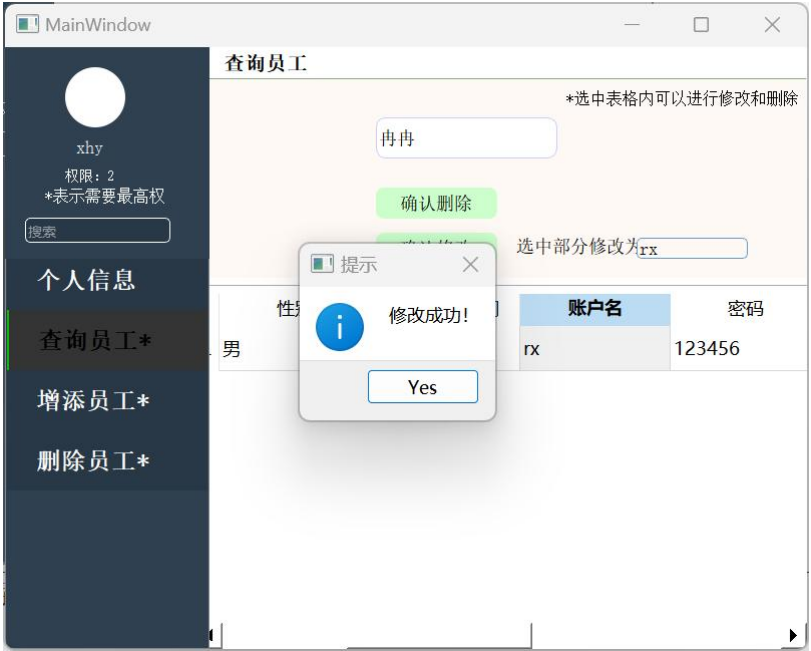 MainWindow
xhy
权限：2
*表示需要最高权
搜索
个人信息
查询员工*
增添员工*
删除员工*
查询员工
*选中表格内可以进行修改和删除
冉冉
确认删除
选中部分修改为
rx
提示
修改成功！
Yes
账户名 密码
男 rx 123456